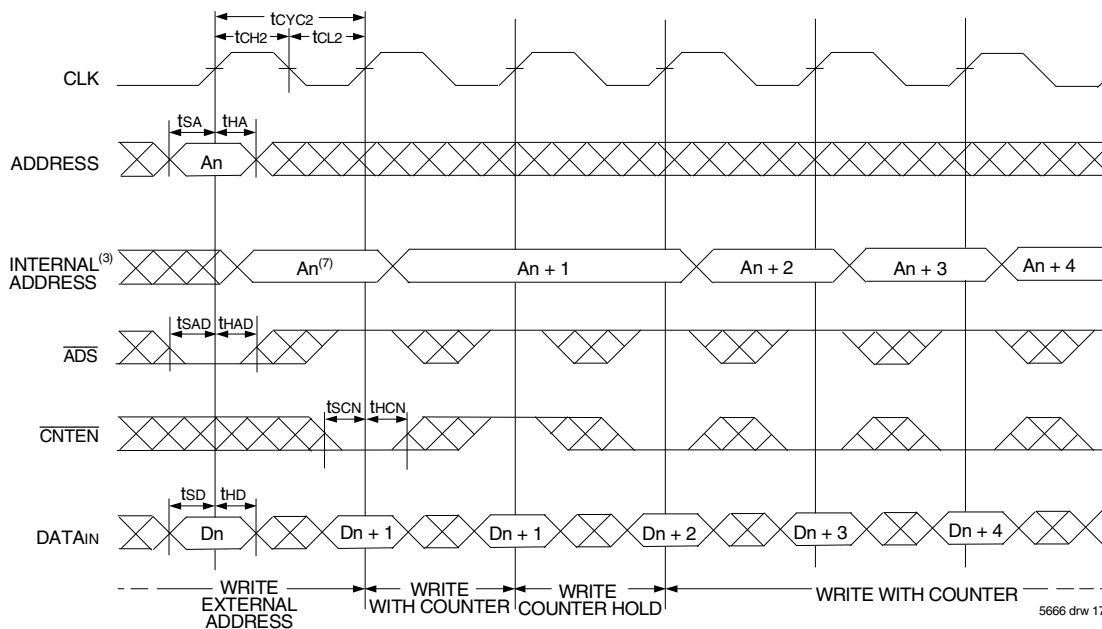 tCYC2
tCH2 tCL2
CLK
tSA tHA
ADDRESS An
INTERNAL(3) ADDRESS An(7) An + 1 An + 2 An + 3 An + 4
tSAD tHAD
ADS
tSCN tHCN
CNTEN
tSD tHD
DATAIN Dn Dn + 1 Dn + 1 Dn + 2 Dn + 3 Dn + 4
WRITE EXTERNAL ADDRESS
WRITE WITH COUNTER
WRITE COUNTER HOLD
WRITE WITH COUNTER
5666 drw 17